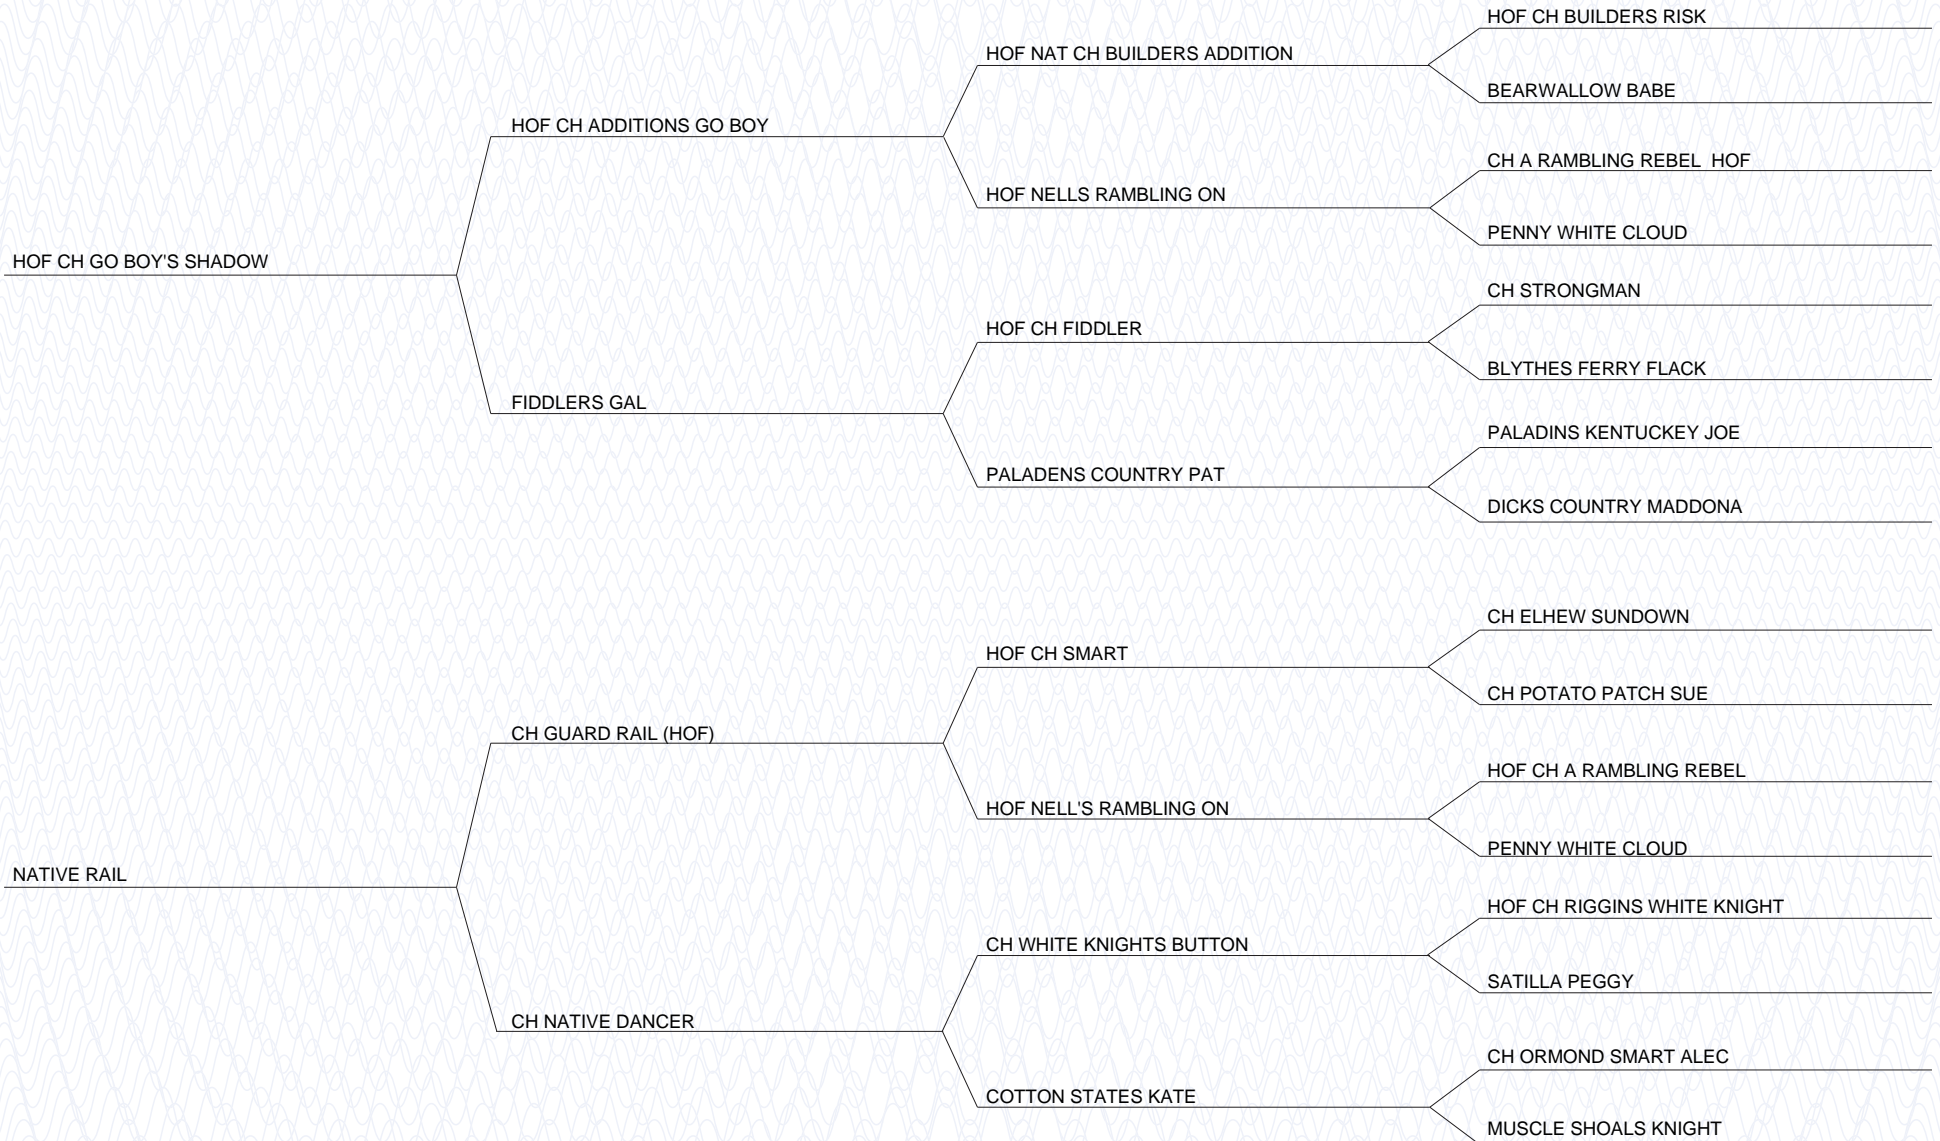 HOF CH BUILDERS RISK
HOF NAT CH BUILDERS ADDITION
BEARWALLOW BABE
HOF CH ADDITIONS GO BOY
CH A RAMBLING REBEL  HOF
HOF NELLS RAMBLING ON
PENNY WHITE CLOUD
HOF CH GO BOY'S SHADOW
CH STRONGMAN
HOF CH FIDDLER
BLYTHES FERRY FLACK
FIDDLERS GAL
PALADINS KENTUCKEY JOE
PALADENS COUNTRY PAT
DICKS COUNTRY MADDONA
CH ELHEW SUNDOWN
HOF CH SMART
CH POTATO PATCH SUE
CH GUARD RAIL (HOF)
HOF CH A RAMBLING REBEL
HOF NELL'S RAMBLING ON
PENNY WHITE CLOUD
NATIVE RAIL
HOF CH RIGGINS WHITE KNIGHT
CH WHITE KNIGHTS BUTTON
SATILLA PEGGY
CH NATIVE DANCER
CH ORMOND SMART ALEC
COTTON STATES KATE
MUSCLE SHOALS KNIGHT